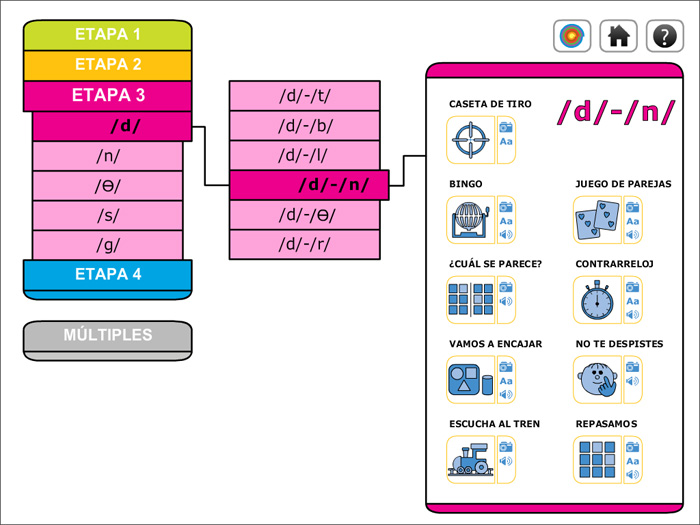 ETAPA 1
ETAPA 2
ETAPA 3
/d/
/n/
/Ɵ/
/s/
/g/
ETAPA 4
MÚLTIPLES
/d/-/t/
/d/-/b/
/d/-/l/
/d/-/n/
/d/-/Ɵ/
/d/-/r/
?
/d/-/n/
CASETA DE TIRO
Aa
BINGO
Aa
JUEGO DE PAREJAS
Aa
¿CUÁL SE PARECE?
CONTRARRELOJ
Aa
VAMOS A ENCAJAR
Aa
NO TE DESPISTES
ESCUCHA AL TREN
REPASAMOS
Aa